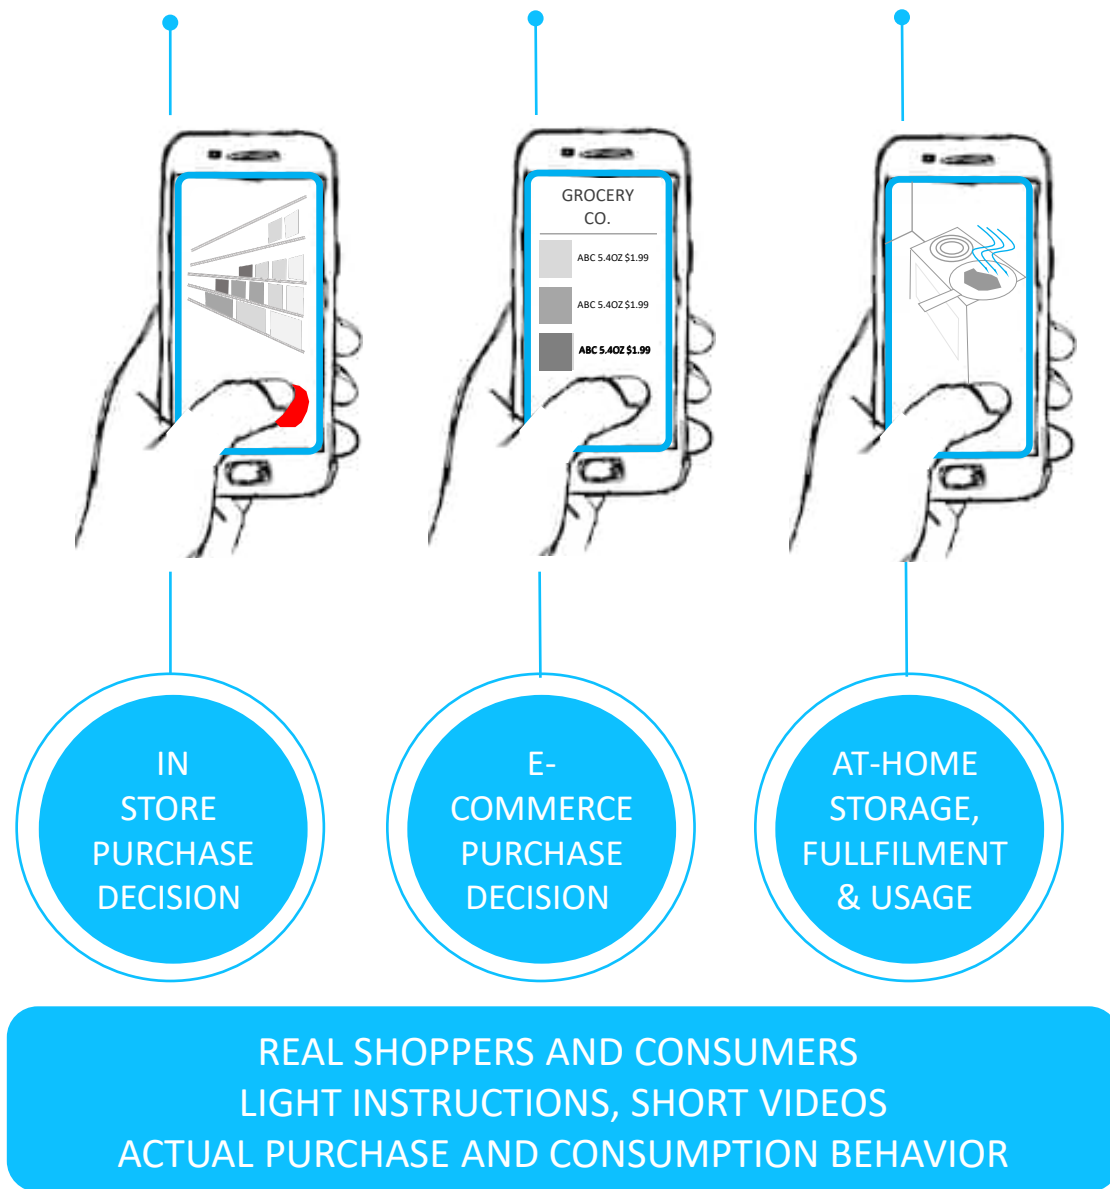 GROCERY
CO.
ABC 5.4OZ $1.99
ABC 5.4OZ $1.99
ABC 5.4OZ $1.99
IN
STORE
PURCHASE
DECISION
E-
COMMERCE
PURCHASE
DECISION
AT-HOME
STORAGE,
FULLFILMENT
& USAGE
REAL SHOPPERS AND CONSUMERS
LIGHT INSTRUCTIONS, SHORT VIDEOS
ACTUAL PURCHASE AND CONSUMPTION BEHAVIOR